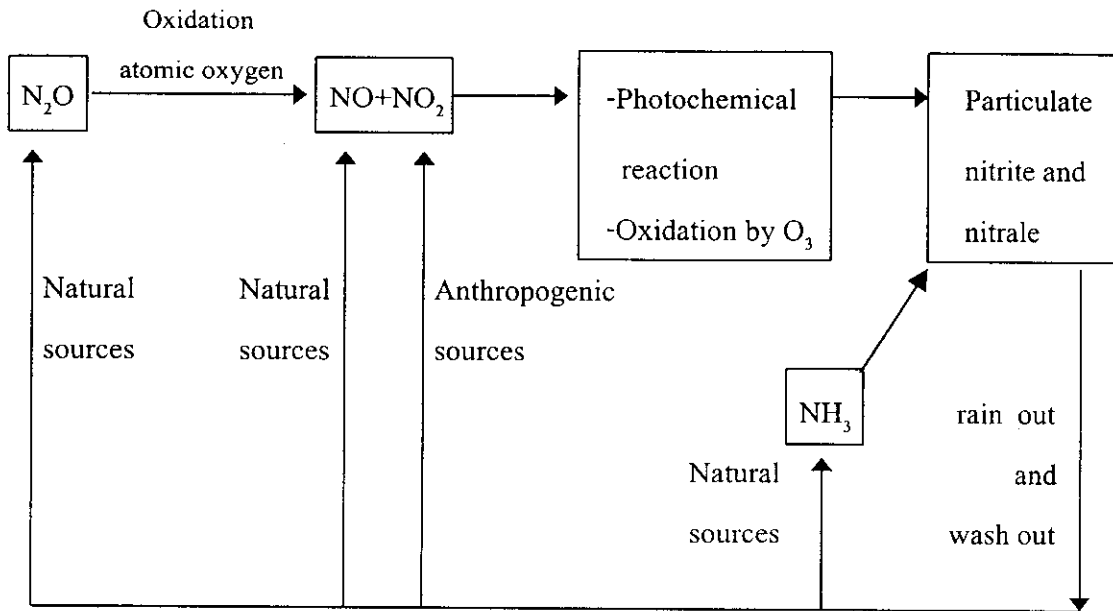 Oxidation
atomic oxygen
N₂O
NO+NO₂
-Photochemical
reaction
-Oxidation by O₃
Particulate
nitrite and
nitrale
Natural
sources
Natural
sources
Anthropogenic
sources
NH₃
Natural
sources
rain out
and
wash out